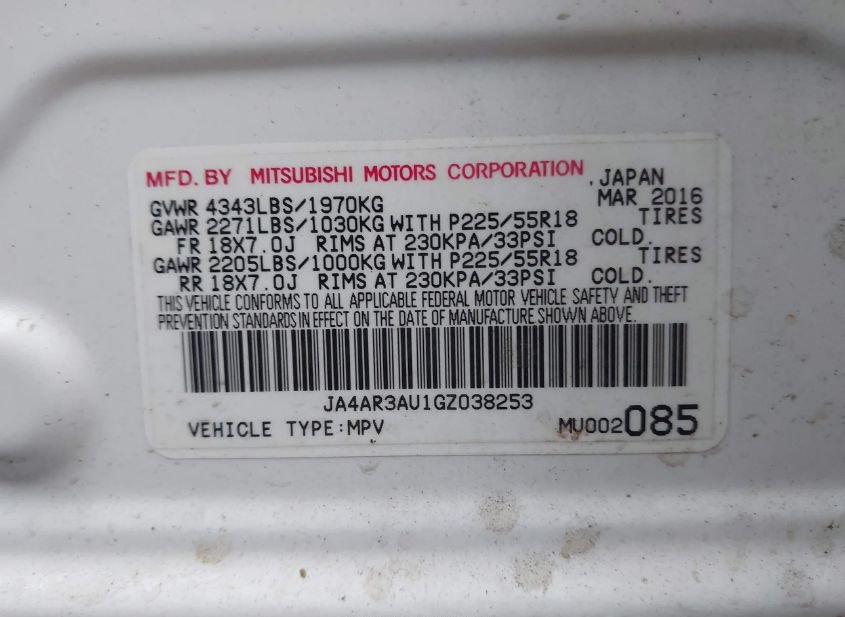 MFD. BY MITSUBISHI MOTORS CORPORATION , JAPAN
GVWR 4343LBS/1970KG MAR 2016
GAWR 2271LBS/1030KG WITH P225/55R18 TIRES
FR 18X7.0J RIMS AT 230KPA/33PSI COLD.
GAWR 2205LBS/1000KG WITH P225/55R18 TIRES
RR 18X7.0J RIMS AT 230KPA/33PSI COLD.
THIS VEHICLE CONFORMS TO ALL APPLICABLE FEDERAL MOTOR VEHICLE SAFETY AND THEFT
PREVENTION STANDARDS IN EFFECT ON THE DATE OF MANUFACTURE SHOWN ABOVE.
JA4AR3AU1GZ038253
VEHICLE TYPE:MPV MU002085